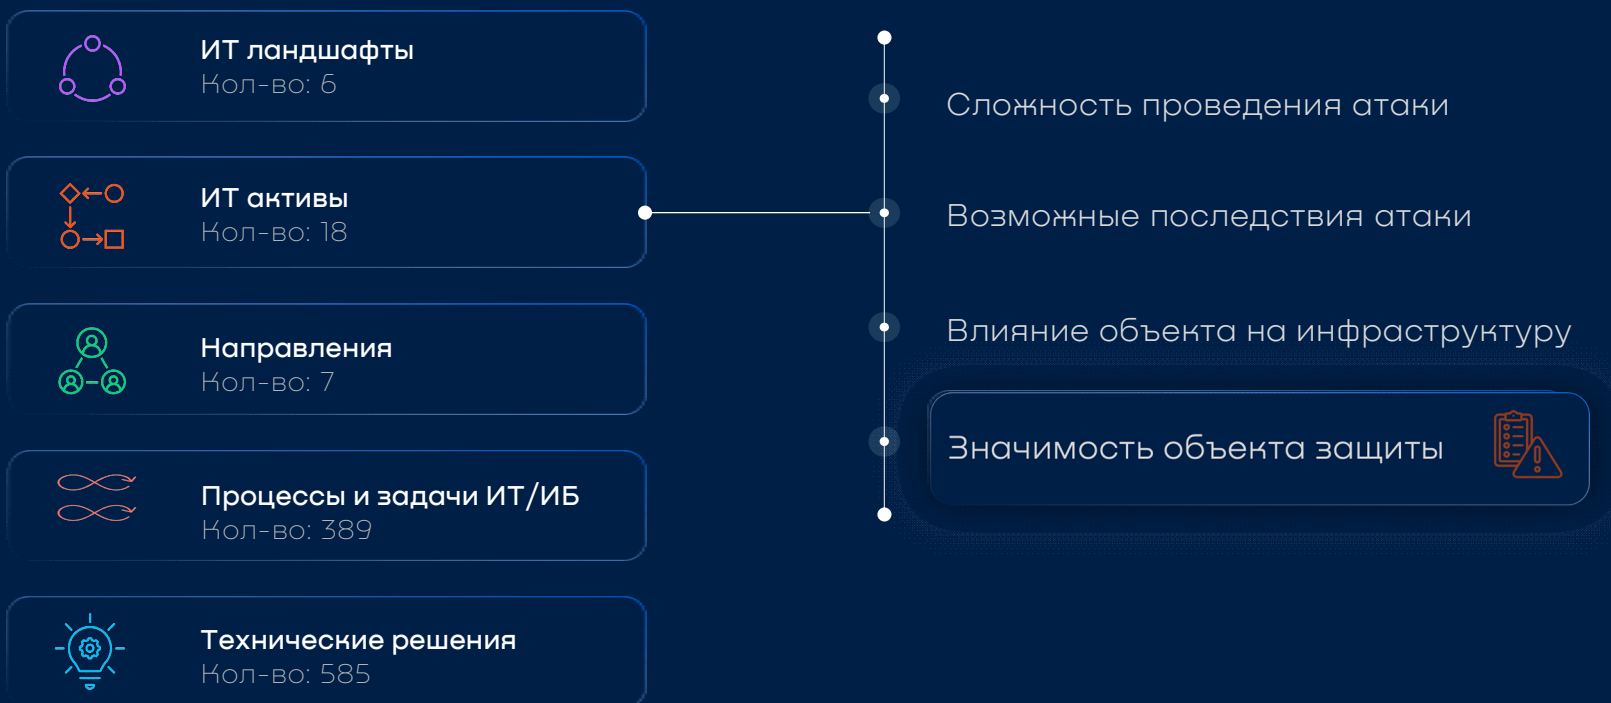 ИТ ландшафты
Кол-во: 6
ИТ активы
Кол-во: 18
Направления
Кол-во: 7
Процессы и задачи ИТ/ИБ
Кол-во: 389
Технические решения
Кол-во: 585
Сложность проведения атаки
Возможные последствия атаки
Влияние объекта на инфраструктуру
Значимость объекта защиты